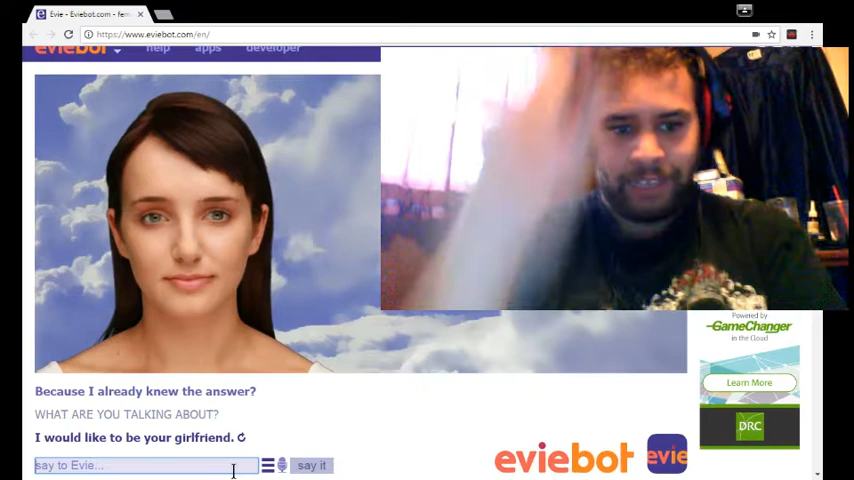 Evie - Eviebot.com - fem
https://www.eviebot.com/en/
eviebot help apps developer
Because I already knew the answer?
WHAT ARE YOU TALKING ABOUT?
I would like to be your girlfriend.
say to Evie... say it
eviebot evie
Powered by
GameChanger
in the Cloud
Learn More
DRC